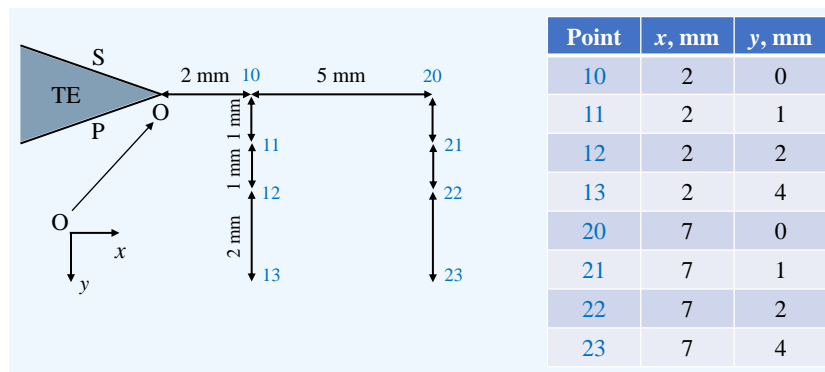 S
TE
P
O
2 mm
10
5 mm
20
1 mm
11
21
1 mm
12
22
2 mm
13
23
O
x
y
Point x, mm y, mm
10 2 0
11 2 1
12 2 2
13 2 4
20 7 0
21 7 1
22 7 2
23 7 4